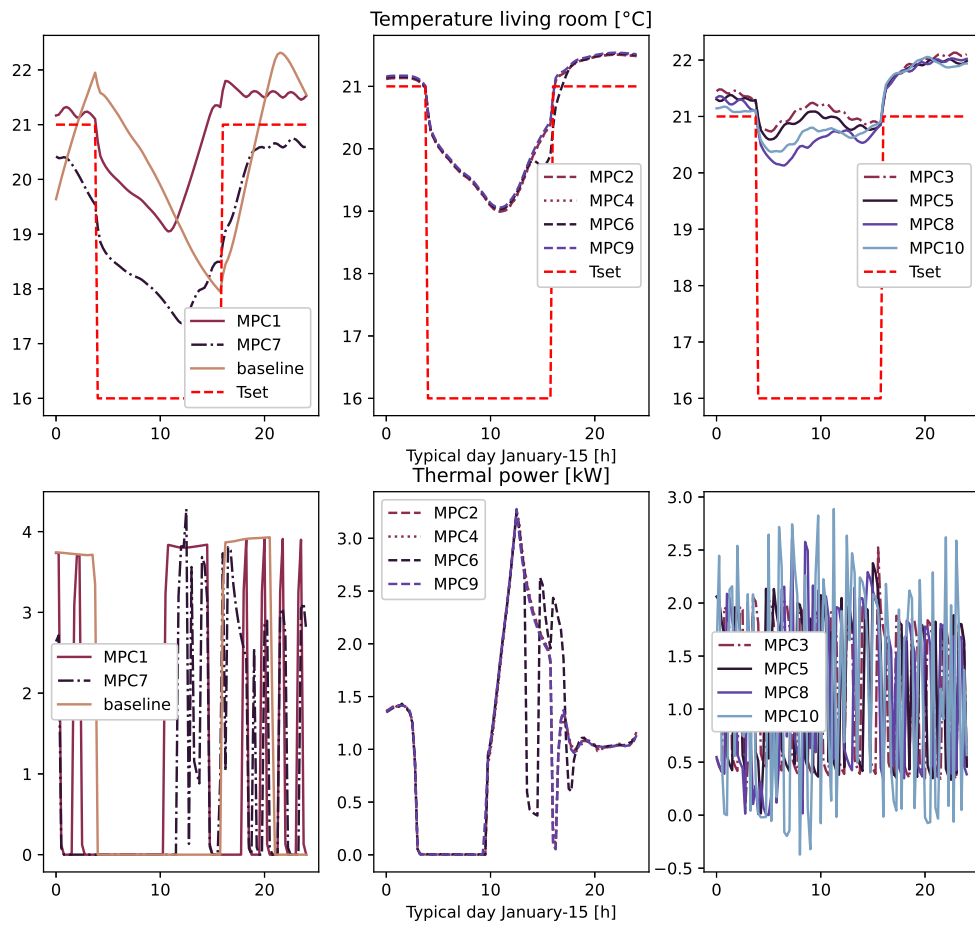 Temperature living room [°C]
22
21
20
19
18
17
16
0
10
20
MPC1
MPC7
baseline
Tset
21
20
19
18
17
16
0
10
20
MPC2
MPC4
MPC6
MPC9
Tset
Typical day January-15 [h]
22
21
20
19
18
17
16
0
10
20
MPC3
MPC5
MPC8
MPC10
Tset
Thermal power [kW]
4
3
2
1
0
0
10
20
MPC1
MPC7
baseline
3.0
2.5
2.0
1.5
1.0
0.5
0.0
0
10
20
MPC2
MPC4
MPC6
MPC9
Typical day January-15 [h]
3.0
2.5
2.0
1.5
1.0
0.5
0.0
−0.5
0
10
20
MPC3
MPC5
MPC8
MPC10